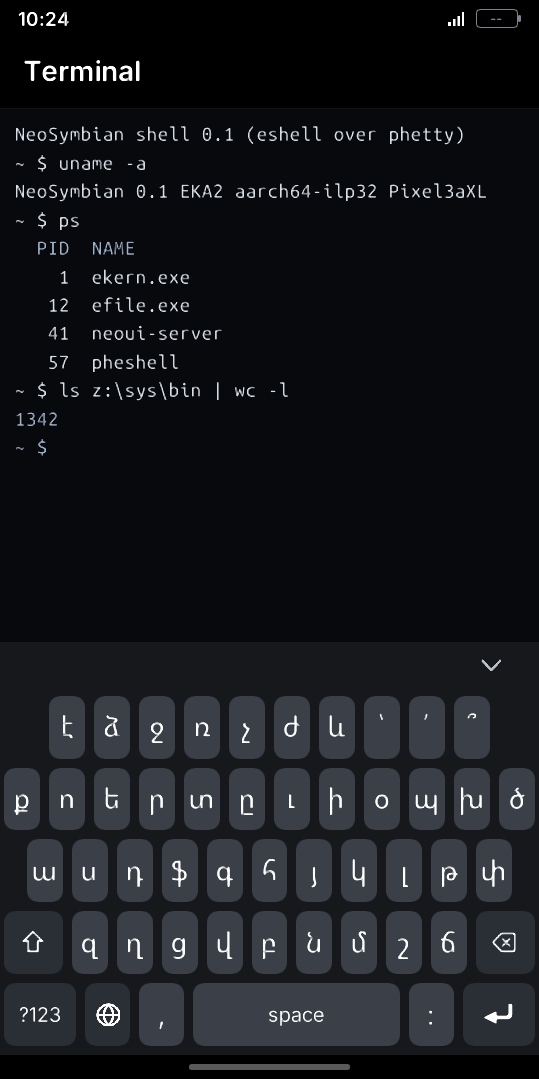 10:24
--
Terminal
NeoSymbian shell 0.1 (eshell over phetty)
~ $ uname -a
NeoSymbian 0.1 EKA2 aarch64-ilp32 Pixel3aXL
~ $ ps
PID NAME
1 ekern.exe
12 efile.exe
41 neoui-server
57 pheshell
~ $ ls z:\sys\bin | wc -l
1342
~ $
է ձ ջ ռ չ ժ և ՝ ՛ ՞
ք ո ե ր տ ը ւ ի օ պ խ ծ
ա ս դ ֆ գ հ յ կ լ թ փ
զ ղ ց վ բ ն մ շ ճ
?123 , space :